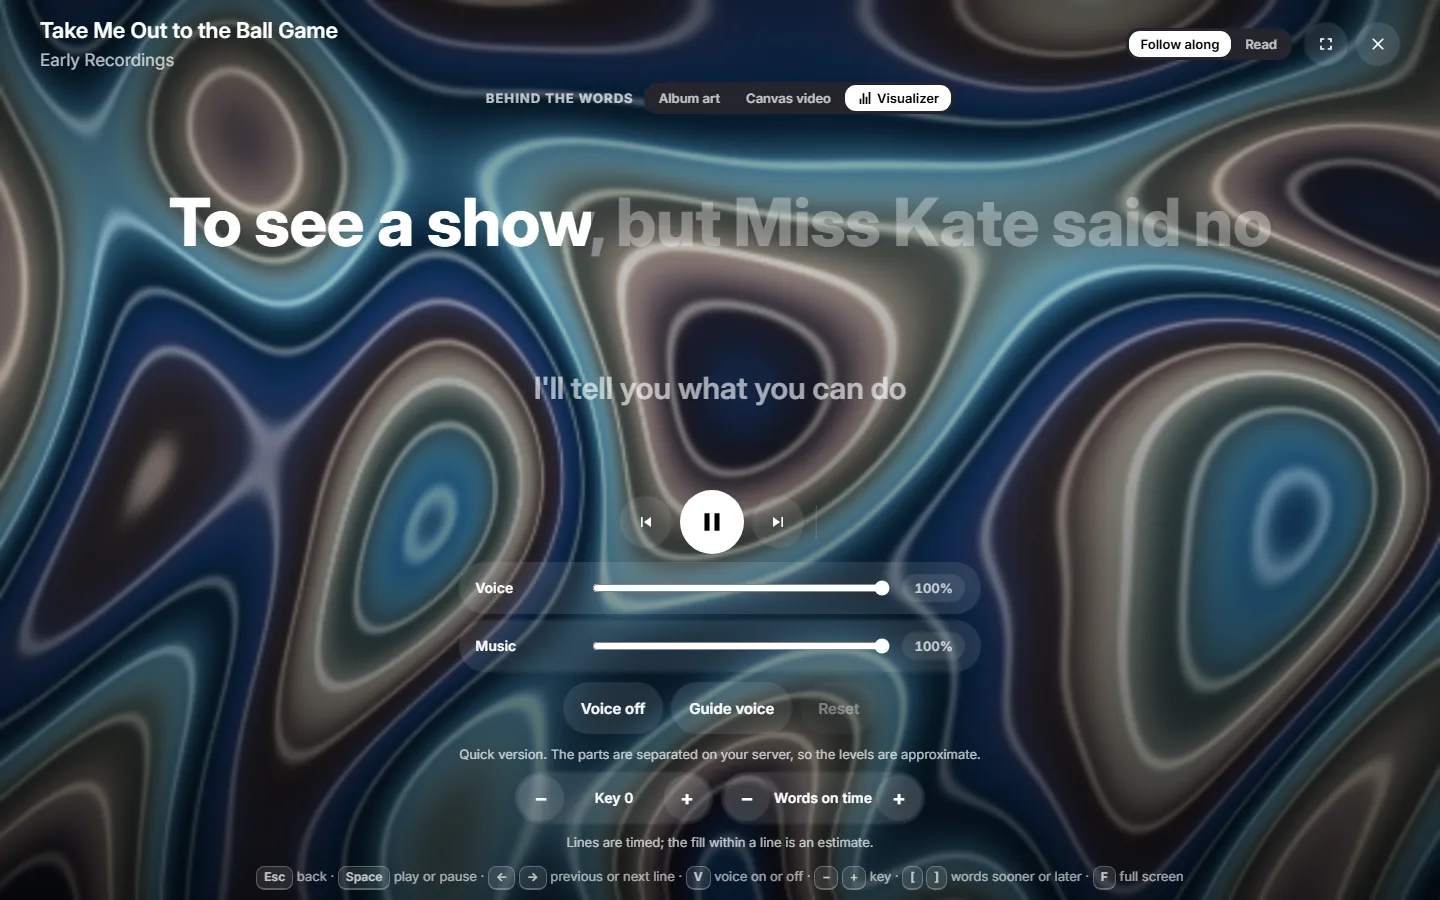 Take Me Out to the Ball Game
Early Recordings
Follow along Read
BEHIND THE WORDS Album art Canvas video Visualizer
To see a show, but Miss Kate said no
I'll tell you what you can do
Voice 100%
Music 100%
Voice off Guide voice Reset
Quick version. The parts are separated on your server, so the levels are approximate.
− Key 0 + − Words on time +
Lines are timed; the fill within a line is an estimate.
Esc back · Space play or pause · ← → previous or next line · V voice on or off · − + key · [ ] words sooner or later · F full screen